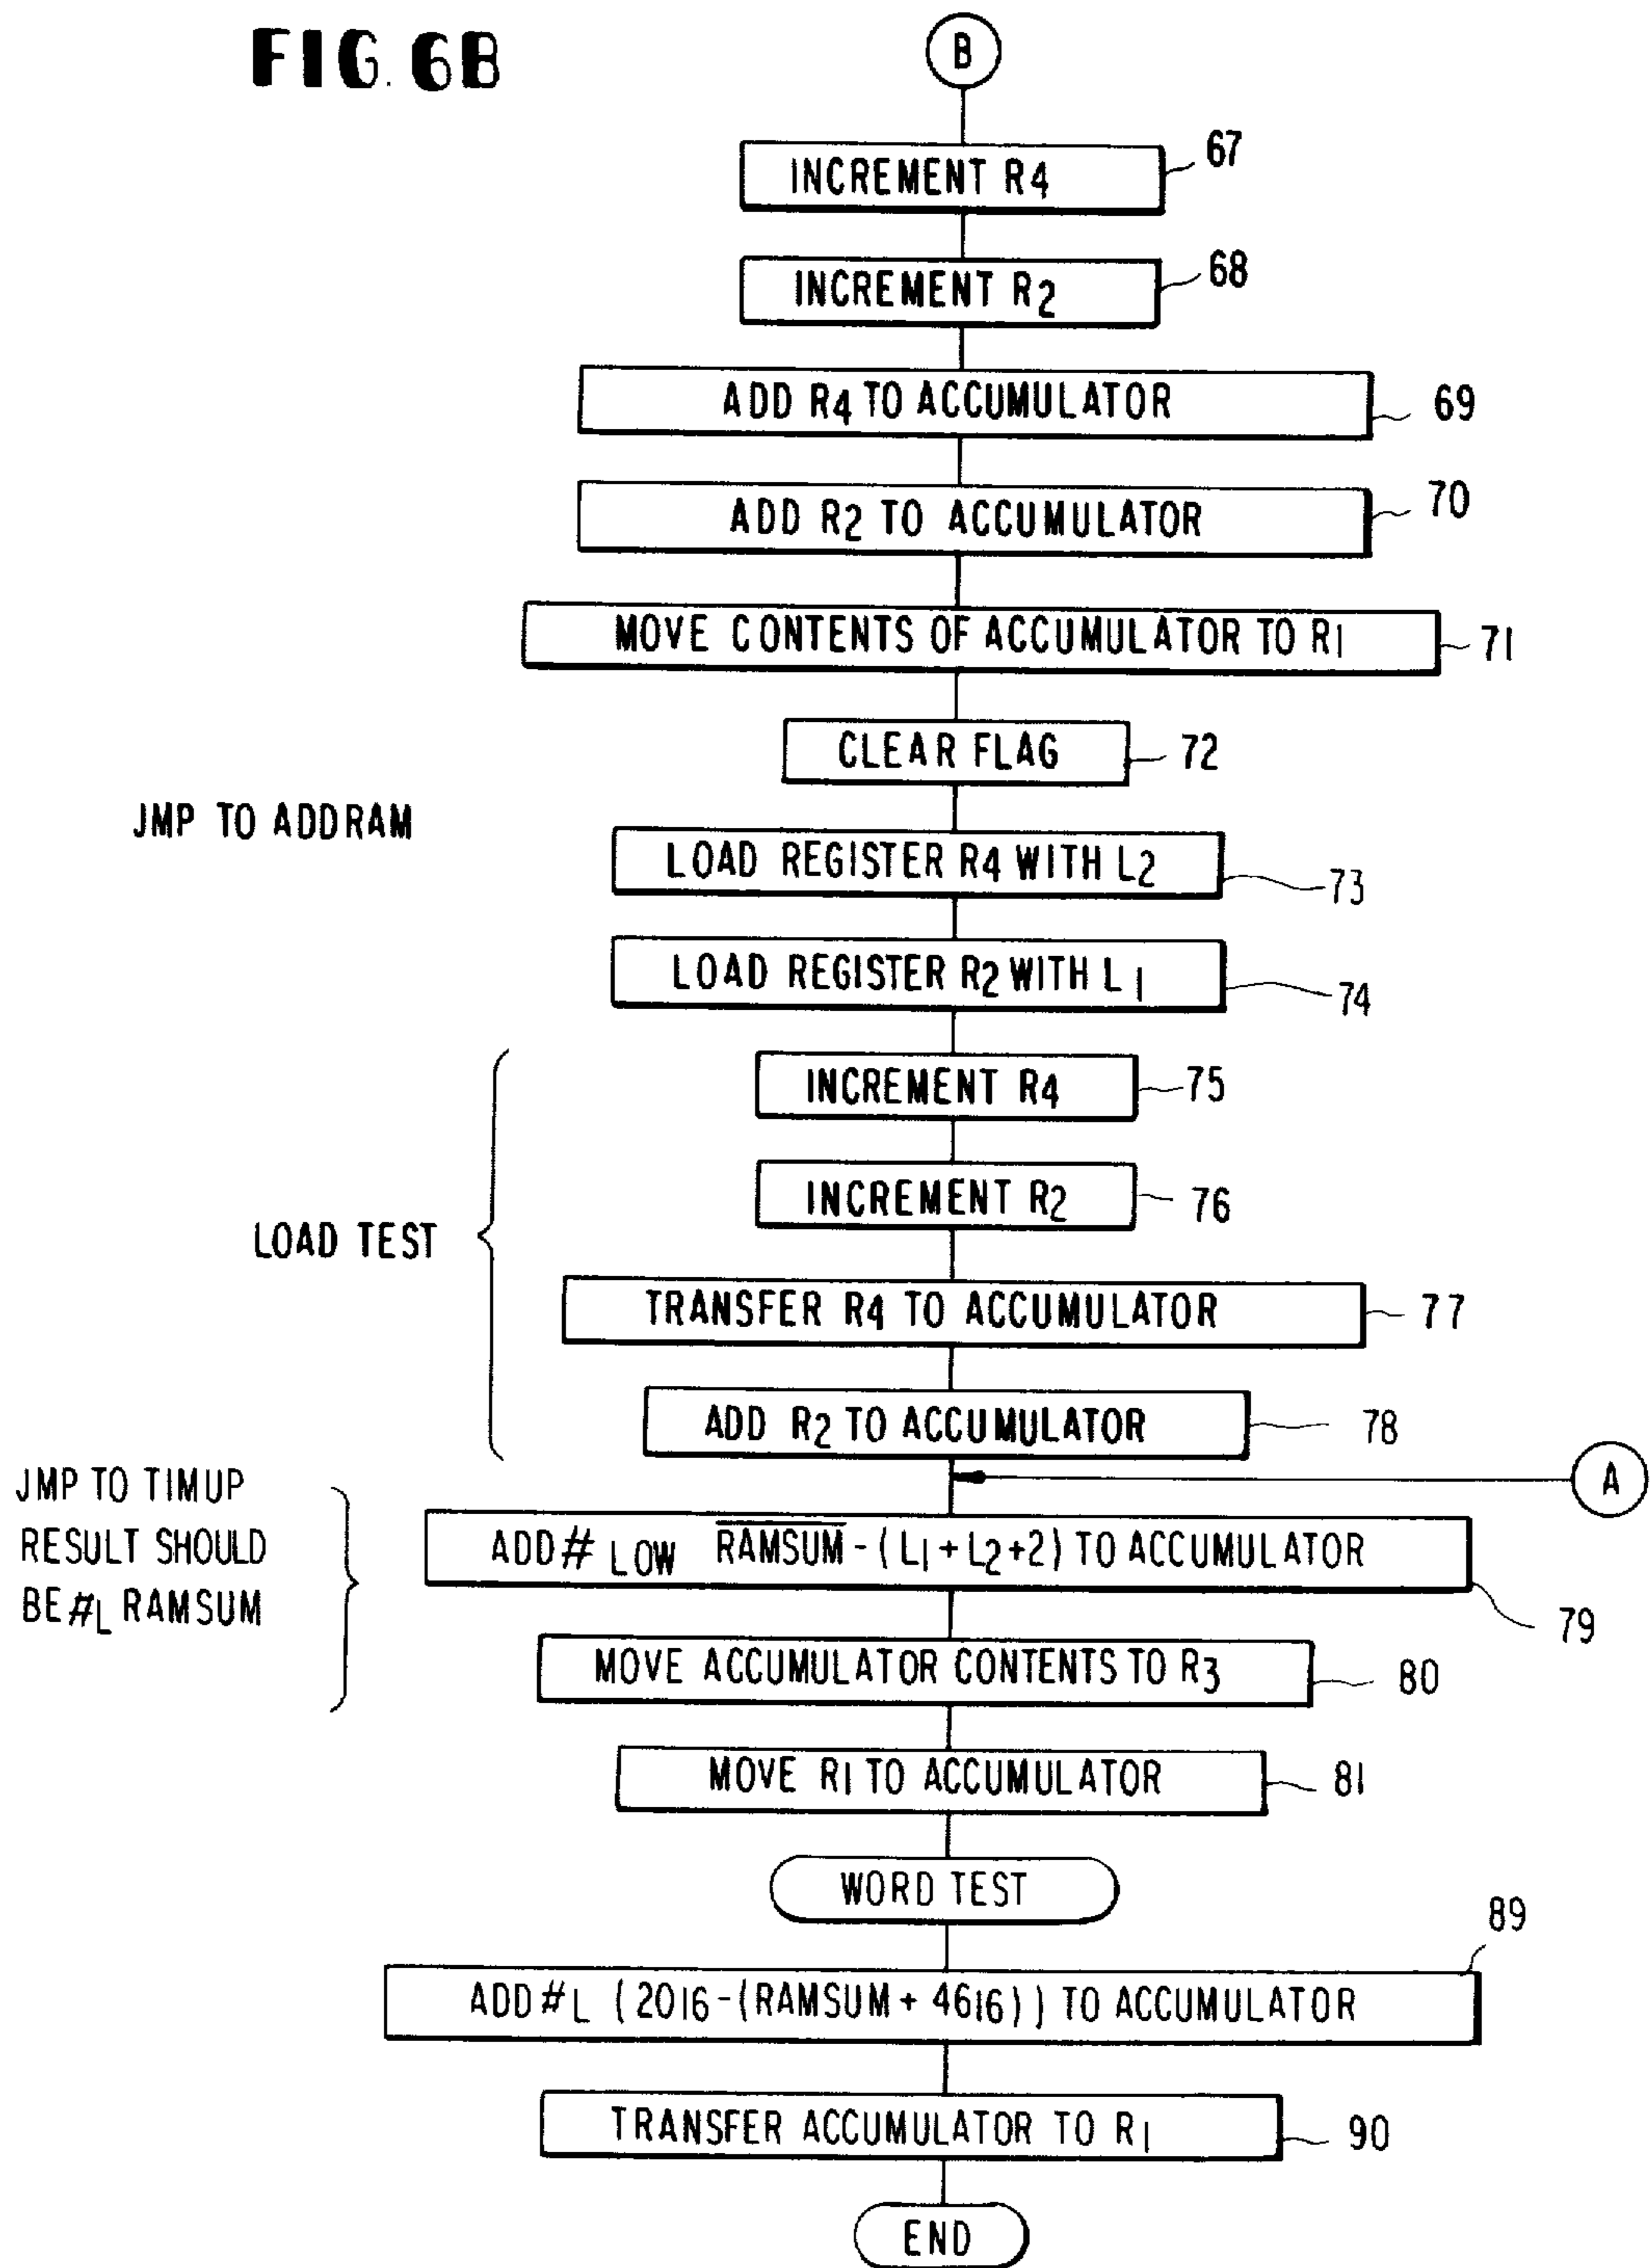 FIG. 6B
B
INCREMENT R4 67
INCREMENT R2 68
ADD R4 TO ACCUMULATOR 69
ADD R2 TO ACCUMULATOR 70
MOVE CONTENTS OF ACCUMULATOR TO R1 71
CLEAR FLAG 72
JMP TO ADDRAM
LOAD REGISTER R4 WITH L2 73
LOAD REGISTER R2 WITH L1 74
INCREMENT R4 75
INCREMENT R2 76
LOAD TEST
TRANSFER R4 TO ACCUMULATOR 77
ADD R2 TO ACCUMULATOR 78
A
JMP TO TIMUP
RESULT SHOULD
BE #L RAMSUM
ADD # LOW R̅A̅M̅S̅U̅M̅ - (L1 + L2 + 2) TO ACCUMULATOR 79
MOVE ACCUMULATOR CONTENTS TO R3 80
MOVE R1 TO ACCUMULATOR 81
WORD TEST
ADD #L (2016 - (RAMSUM + 4616)) TO ACCUMULATOR 89
TRANSFER ACCUMULATOR TO R1 90
END